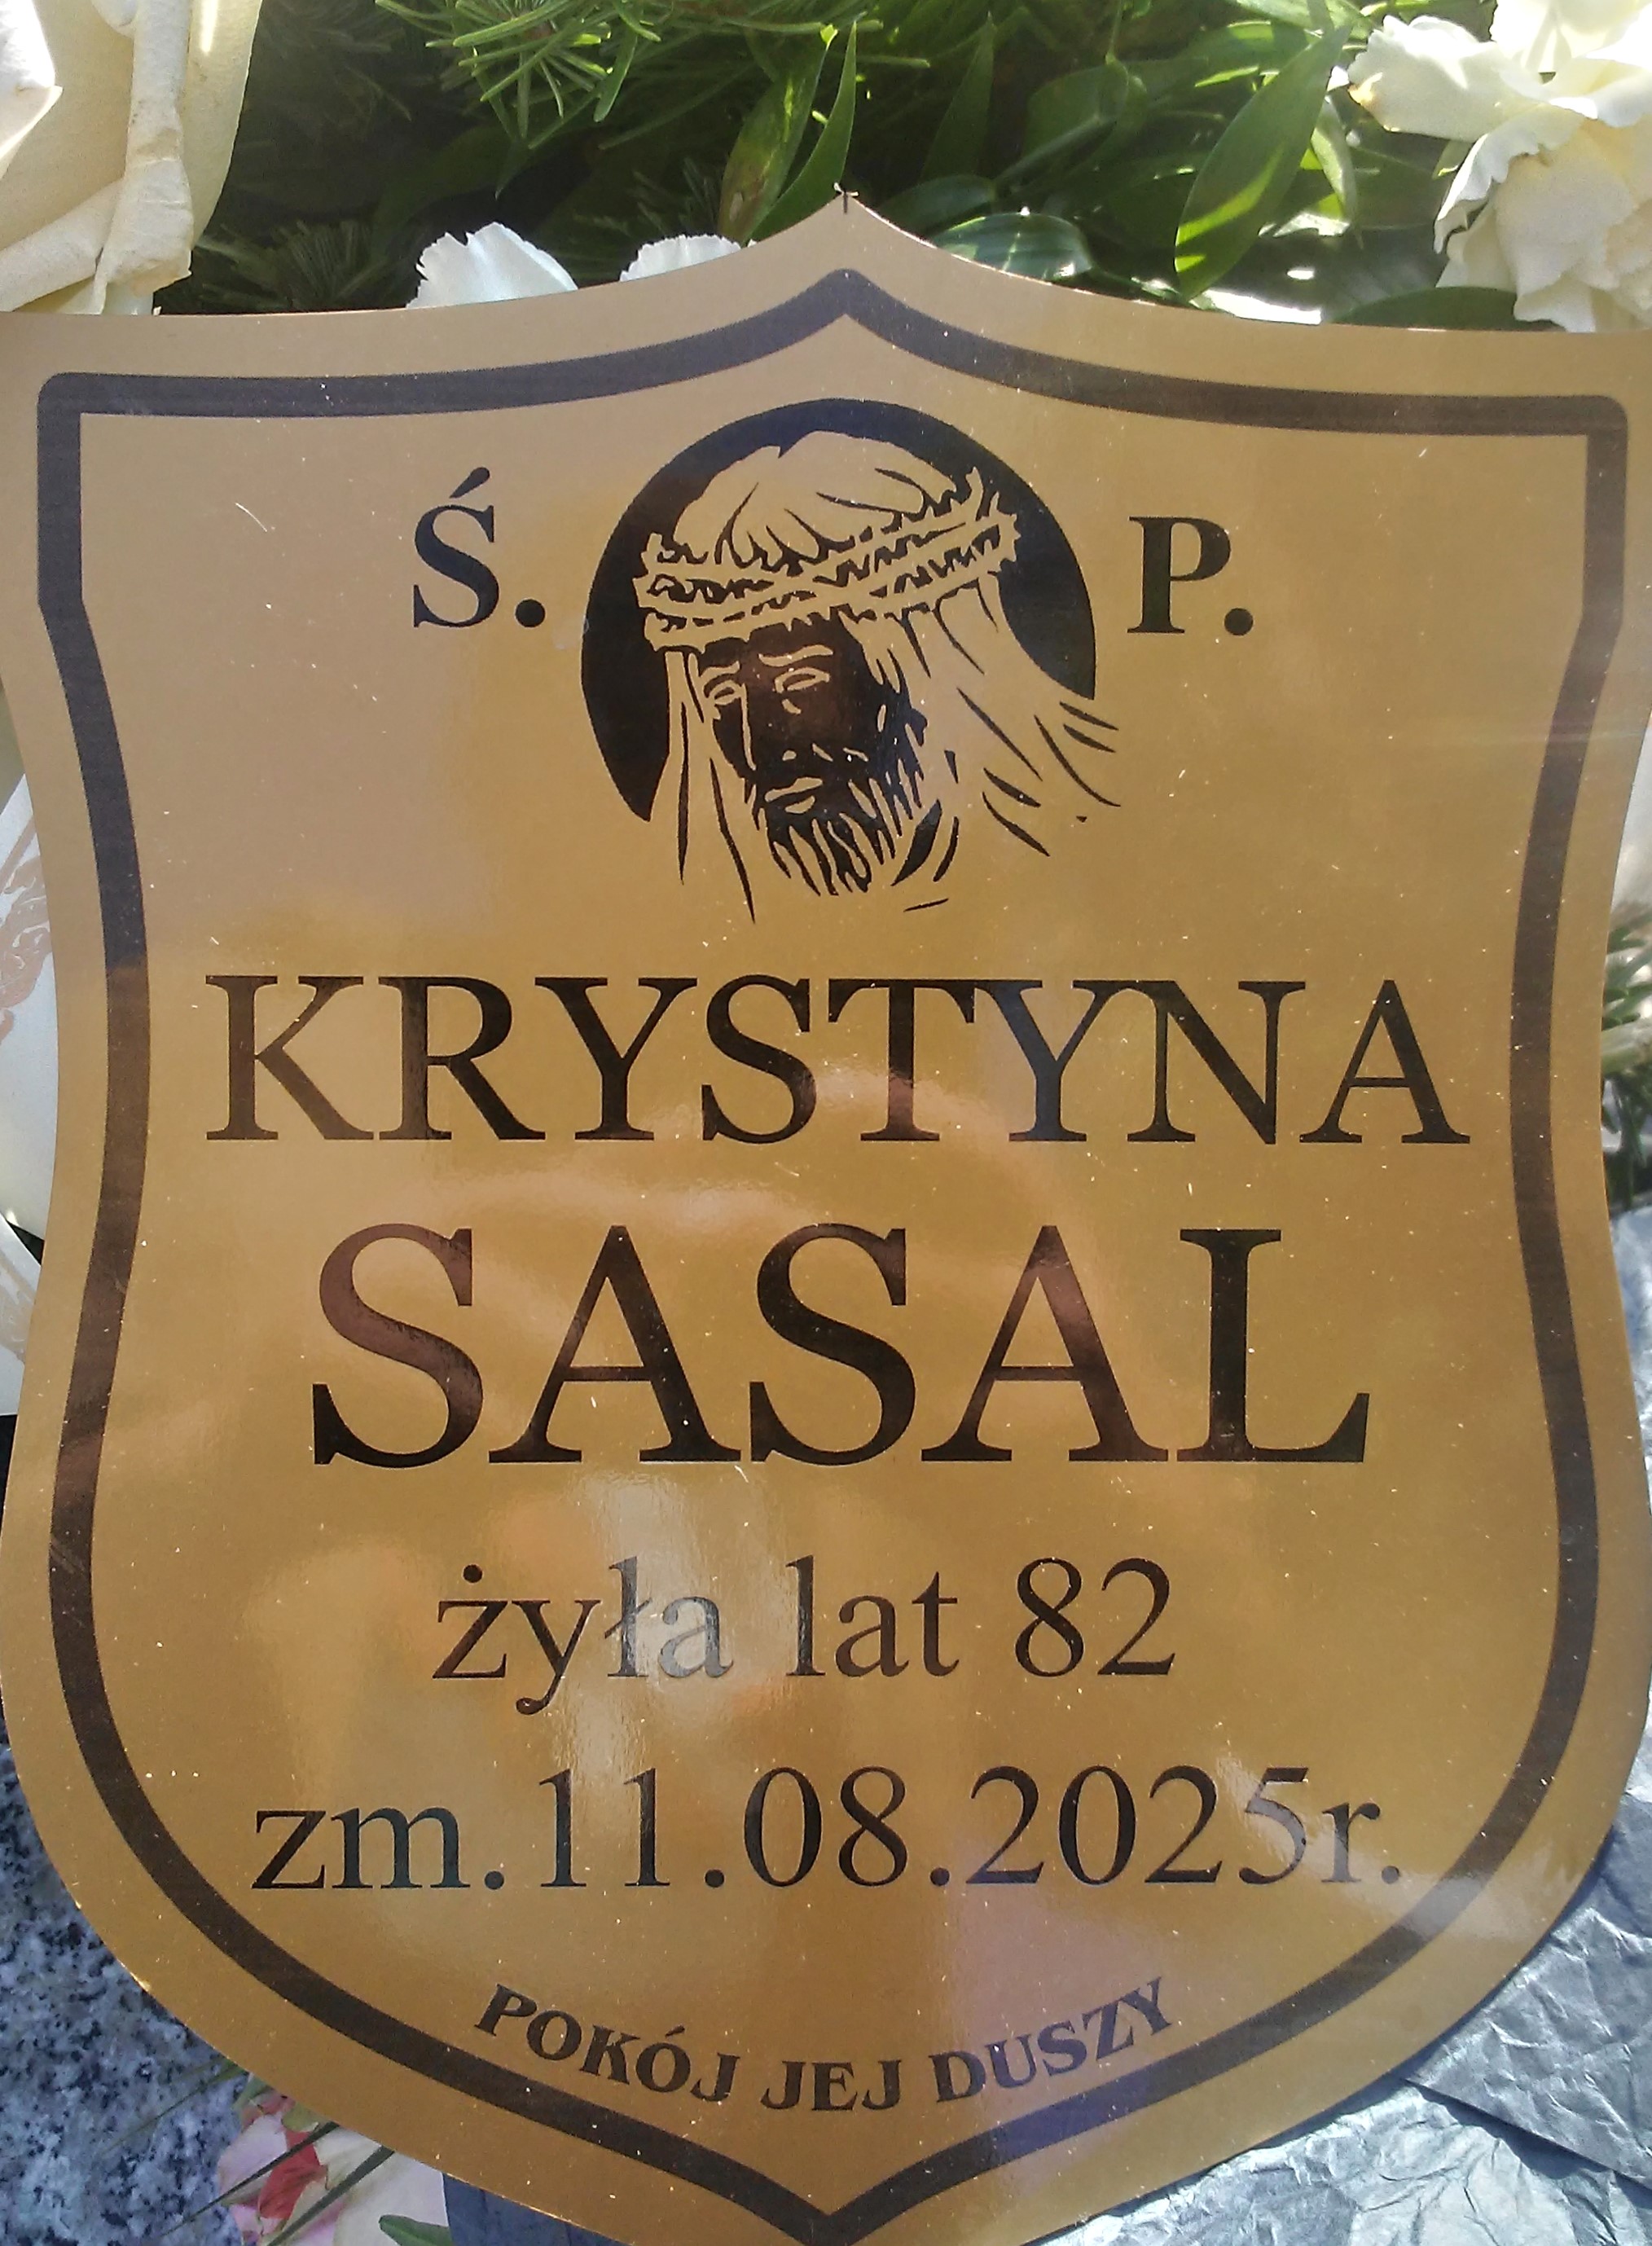 Ś. P.
KRYSTYNA
SASAL
żyła lat 82
zm.11.08.2025r.
POKÓJ JEJ DUSZY